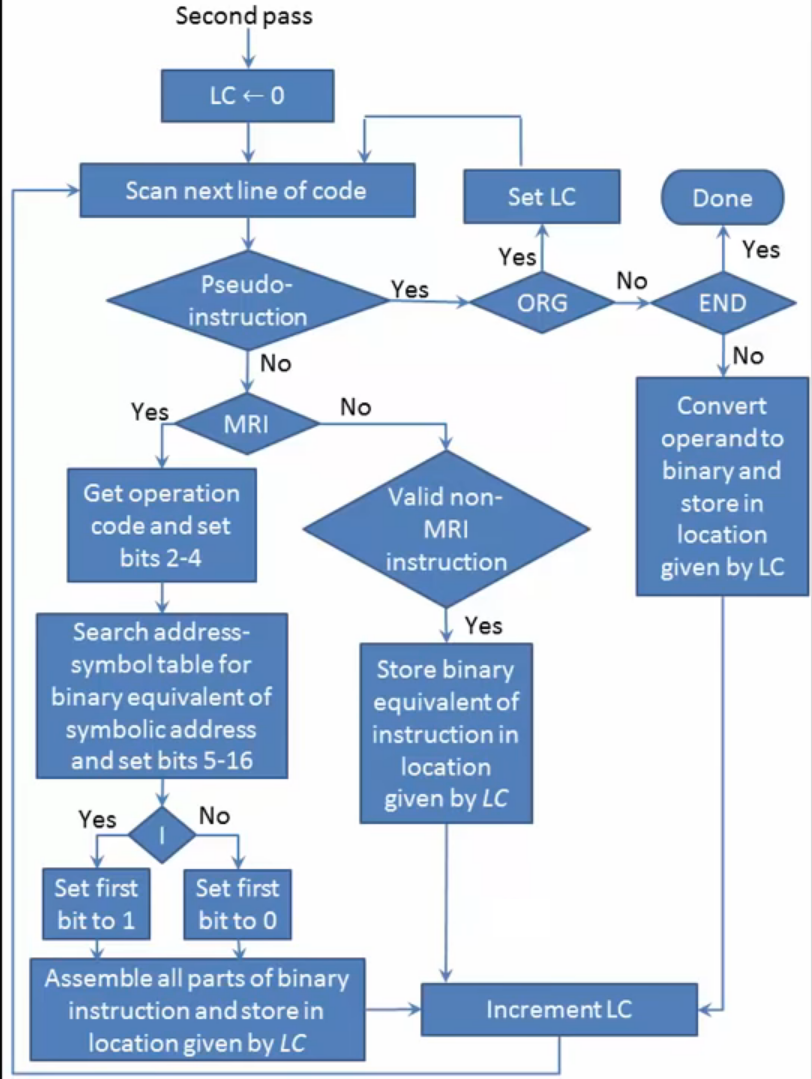 Second pass
LC ← 0
Scan next line of code
Set LC
Done
Yes
Yes
Pseudo-
instruction
Yes
ORG
No
END
No
No
Yes
MRI
No
Convert
operand to
binary and
store in
location
given by LC
Get operation
code and set
bits 2-4
Valid non-
MRI
instruction
Yes
Search address-
symbol table for
binary equivalent of
symbolic address
and set bits 5-16
Store binary
equivalent of
instruction in
location
given by LC
Yes
I
No
Set first
bit to 1
Set first
bit to 0
Assemble all parts of binary
instruction and store in
location given by LC
Increment LC